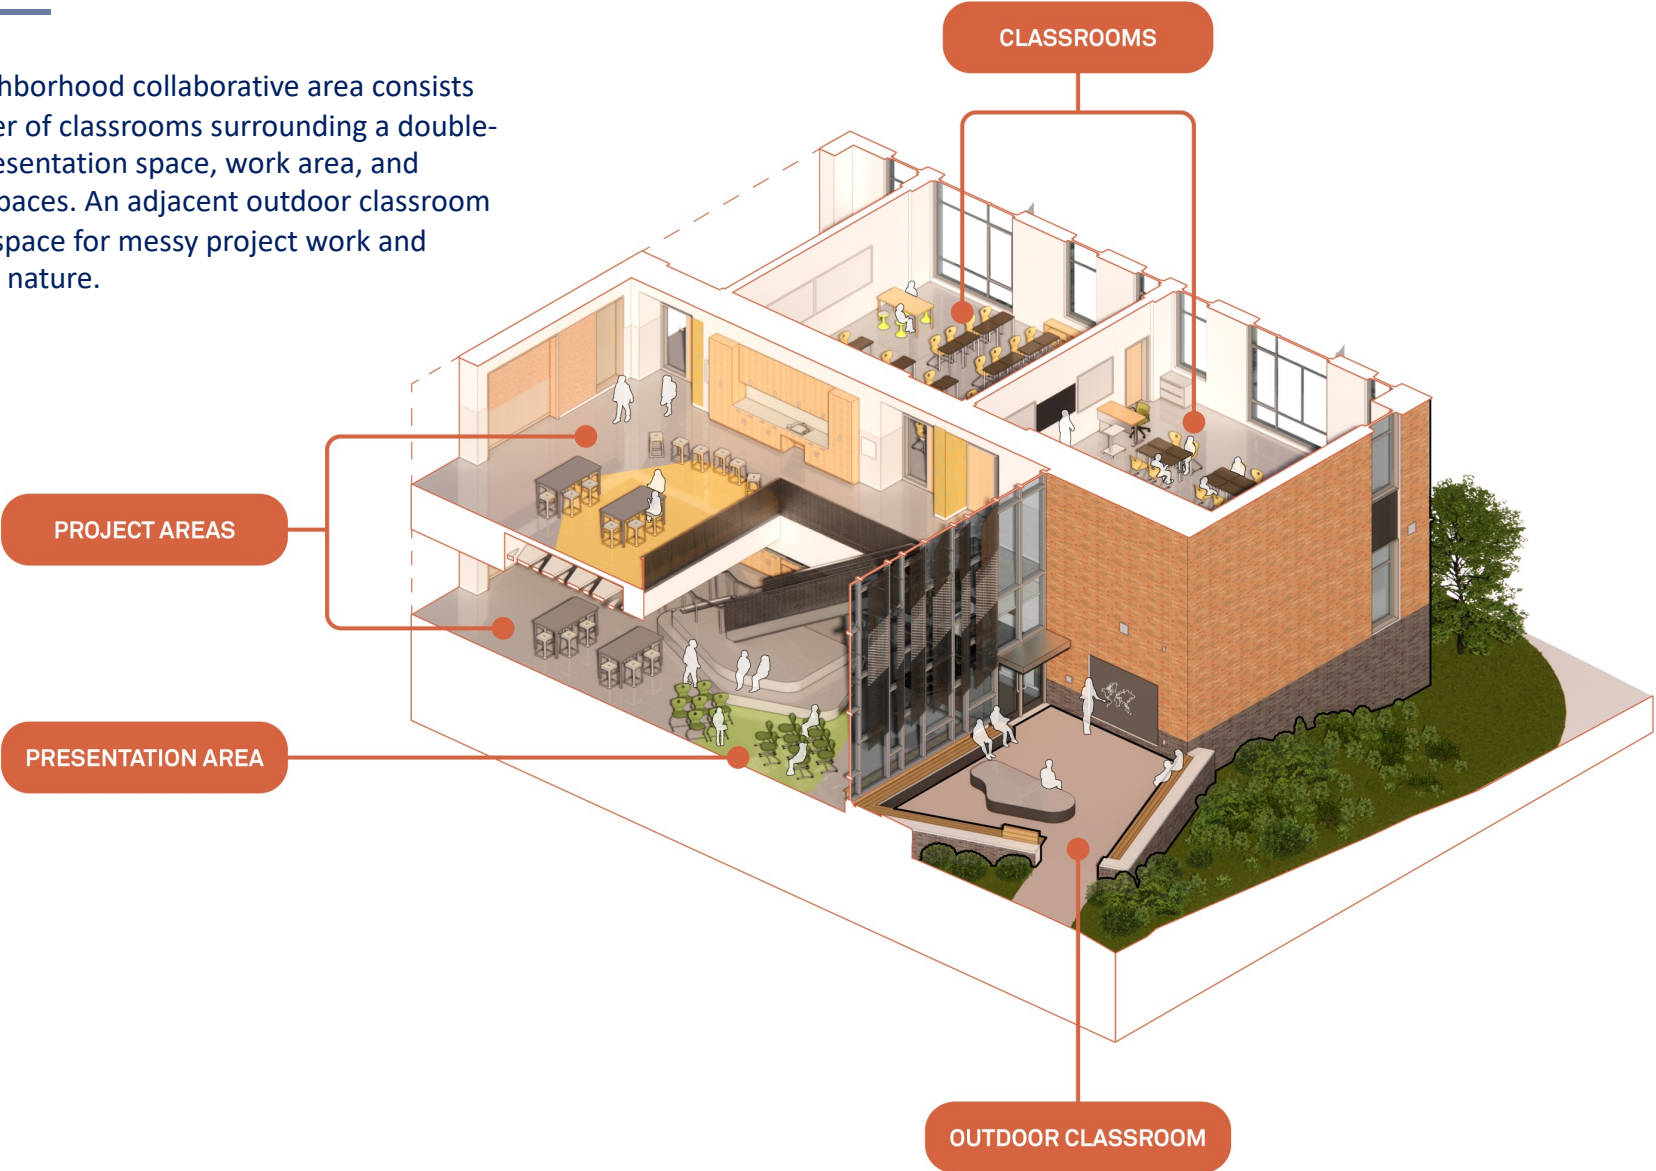 CLASSROOMS
hborhood collaborative area consists
er of classrooms surrounding a double-
esentation space, work area, and
paces. An adjacent outdoor classroom
space for messy project work and
nature.
PROJECT AREAS
PRESENTATION AREA
OUTDOOR CLASSROOM